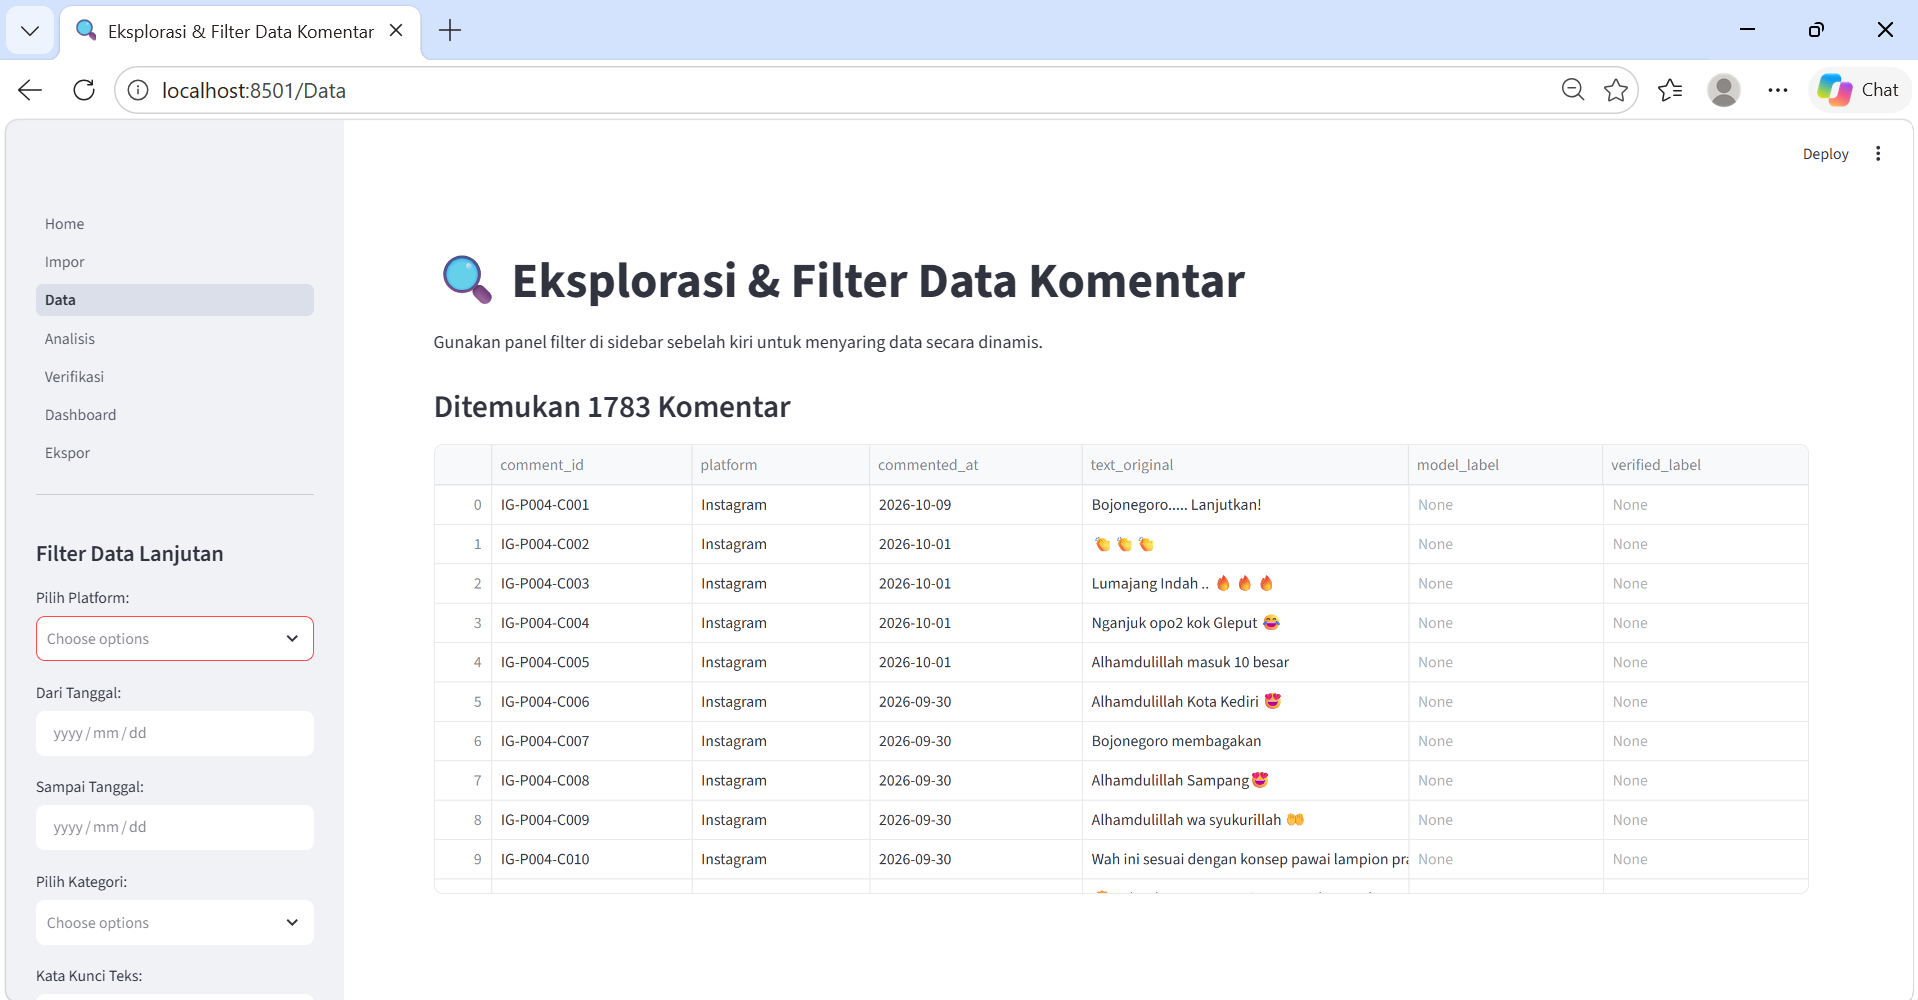 Eksplorasi & Filter Data Komentar
localhost:8501/Data
Chat
Deploy
Home
Impor
Data
Analisis
Verifikasi
Dashboard
Ekspor
Filter Data Lanjutan
Pilih Platform:
Choose options
Dari Tanggal:
yyyy/mm/dd
Sampai Tanggal:
yyyy/mm/dd
Pilih Kategori:
Choose options
Kata Kunci Teks:
Eksplorasi & Filter Data Komentar
Gunakan panel filter di sidebar sebelah kiri untuk menyaring data secara dinamis.
Ditemukan 1783 Komentar
comment_id platform commented_at text_original model_label verified_label
0 IG-P004-C001 Instagram 2026-10-09 Bojonegoro..... Lanjutkan! None None
1 IG-P004-C002 Instagram 2026-10-01 👏👏👏 None None
2 IG-P004-C003 Instagram 2026-10-01 Lumajang Indah .. 🔥🔥🔥 None None
3 IG-P004-C004 Instagram 2026-10-01 Nganjuk opo2 kok Gleput 😂 None None
4 IG-P004-C005 Instagram 2026-10-01 Alhamdulillah masuk 10 besar None None
5 IG-P004-C006 Instagram 2026-09-30 Alhamdulillah Kota Kediri 😍 None None
6 IG-P004-C007 Instagram 2026-09-30 Bojonegoro membagakan None None
7 IG-P004-C008 Instagram 2026-09-30 Alhamdulillah Sampang😍 None None
8 IG-P004-C009 Instagram 2026-09-30 Alhamdulillah wa syukurillah 🤲 None None
9 IG-P004-C010 Instagram 2026-09-30 Wah ini sesuai dengan konsep pawai lampion pra None None